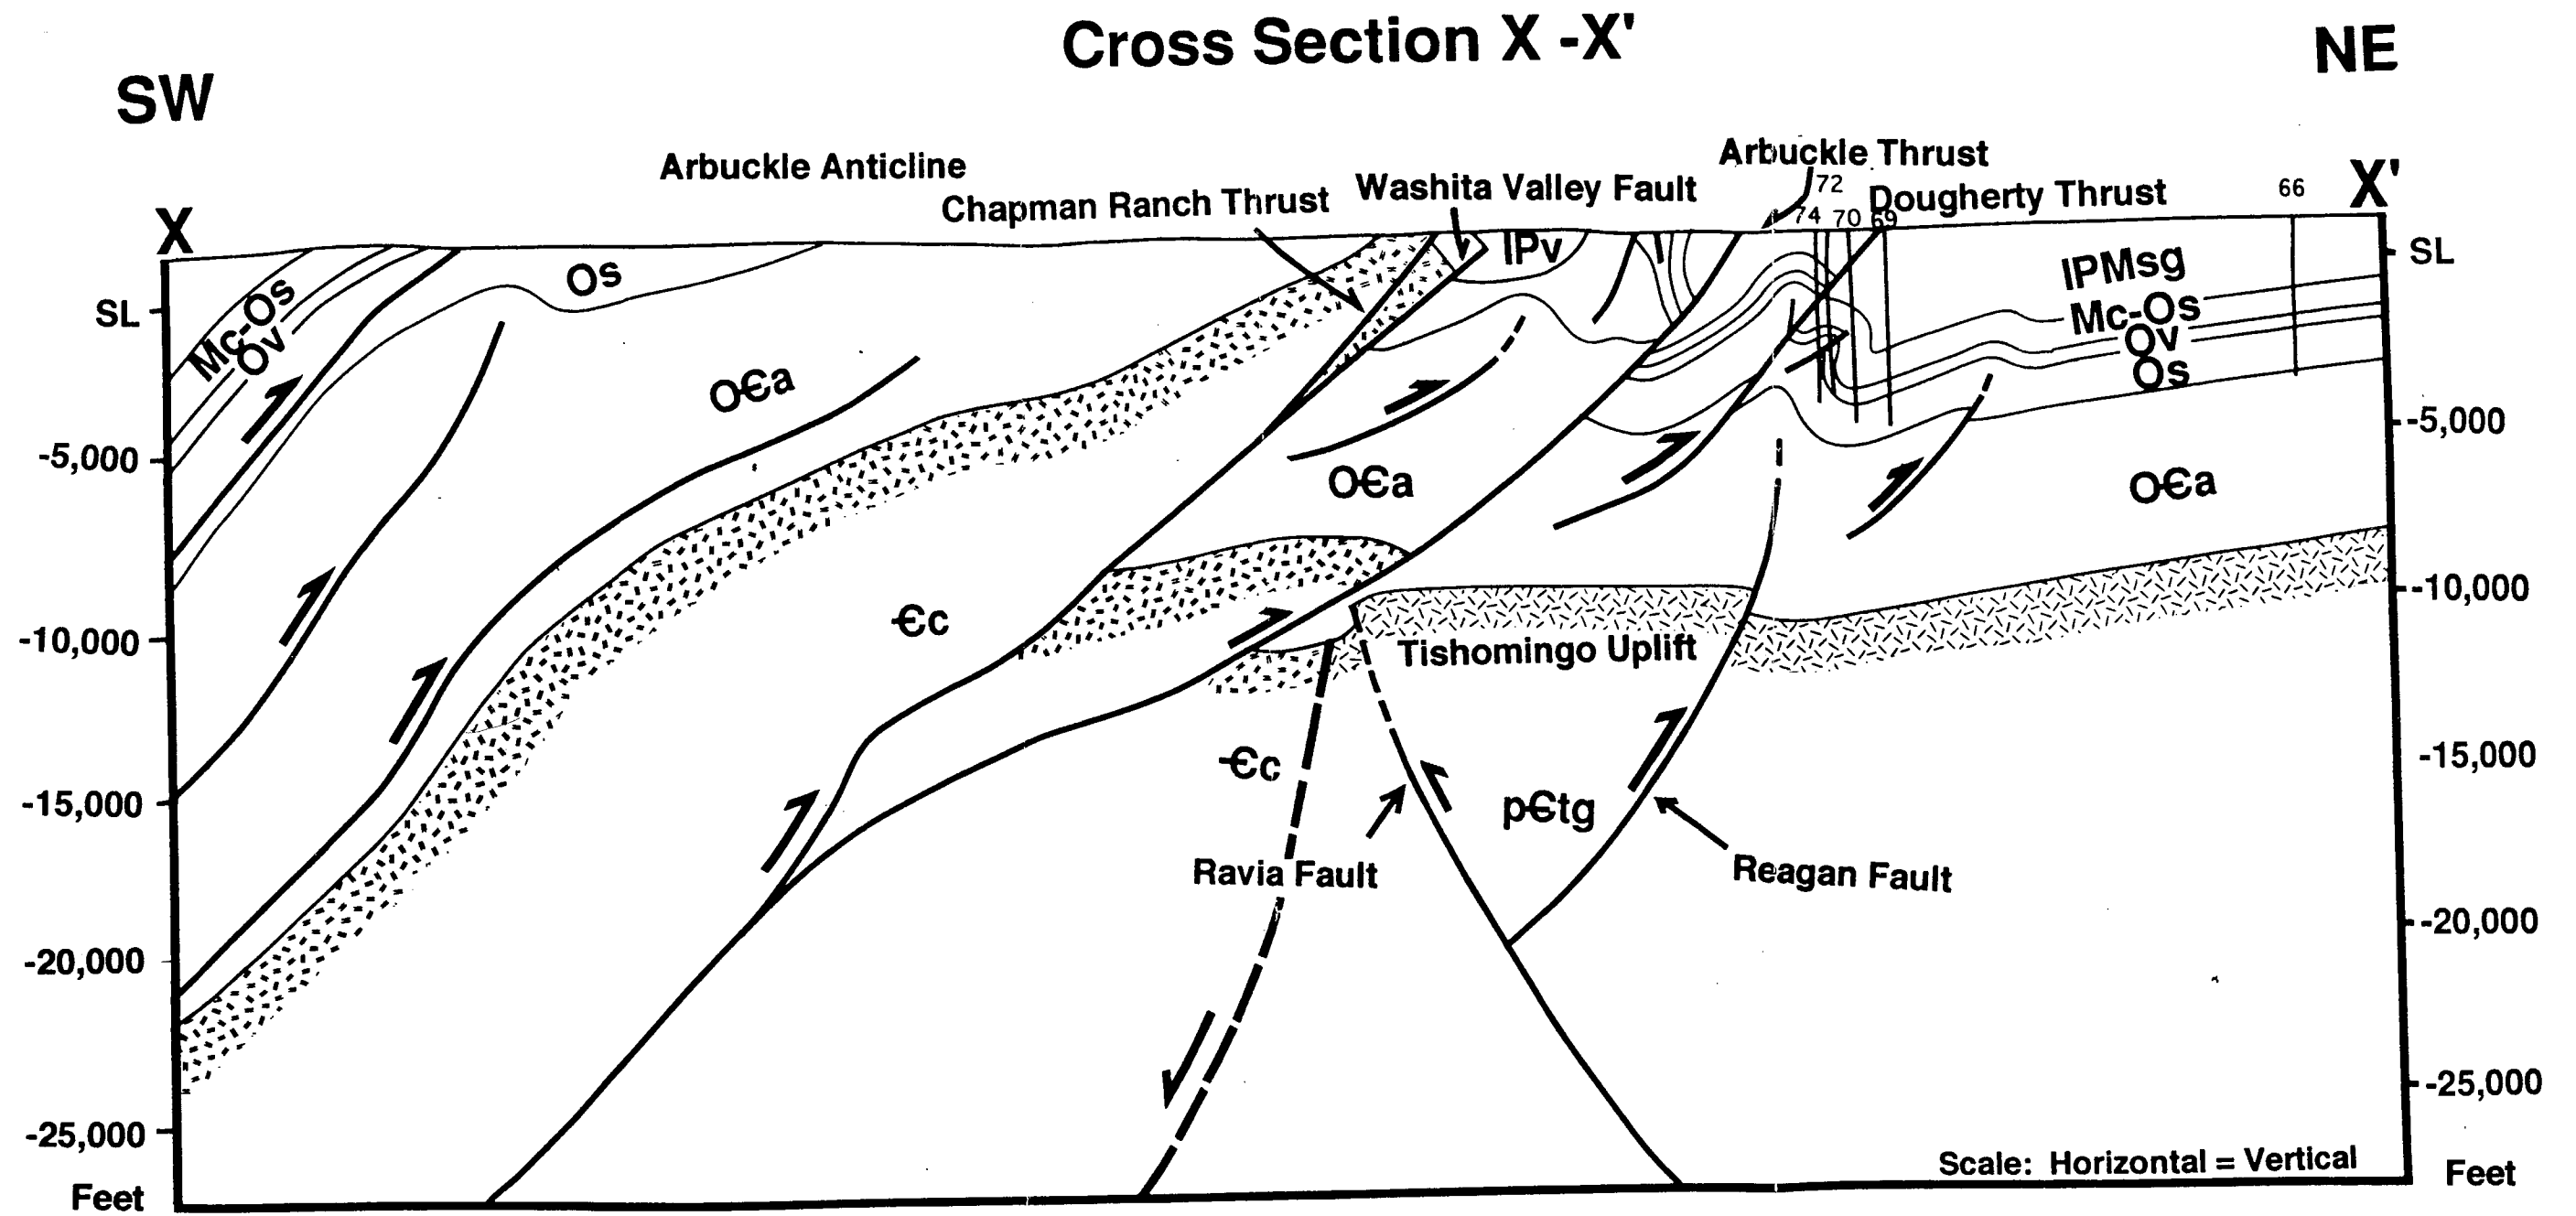 Cross Section X -X'
SW
NE
Arbuckle Anticline
Chapman Ranch Thrust
Washita Valley Fault
Arbuckle Thrust
Dougherty Thrust
72
74
70
69
66
X
X'
SL
-5,000
-10,000
-15,000
-20,000
-25,000
Feet
SL
-5,000
-10,000
-15,000
-20,000
-25,000
Feet
Mc-Os
Ov
Os
OЄa
IPv
IPMsg
Mc-Os
Ov
Os
OЄa
OЄa
Єc
Tishomingo Uplift
Єc
pЄtg
Ravia Fault
Reagan Fault
Scale: Horizontal = Vertical